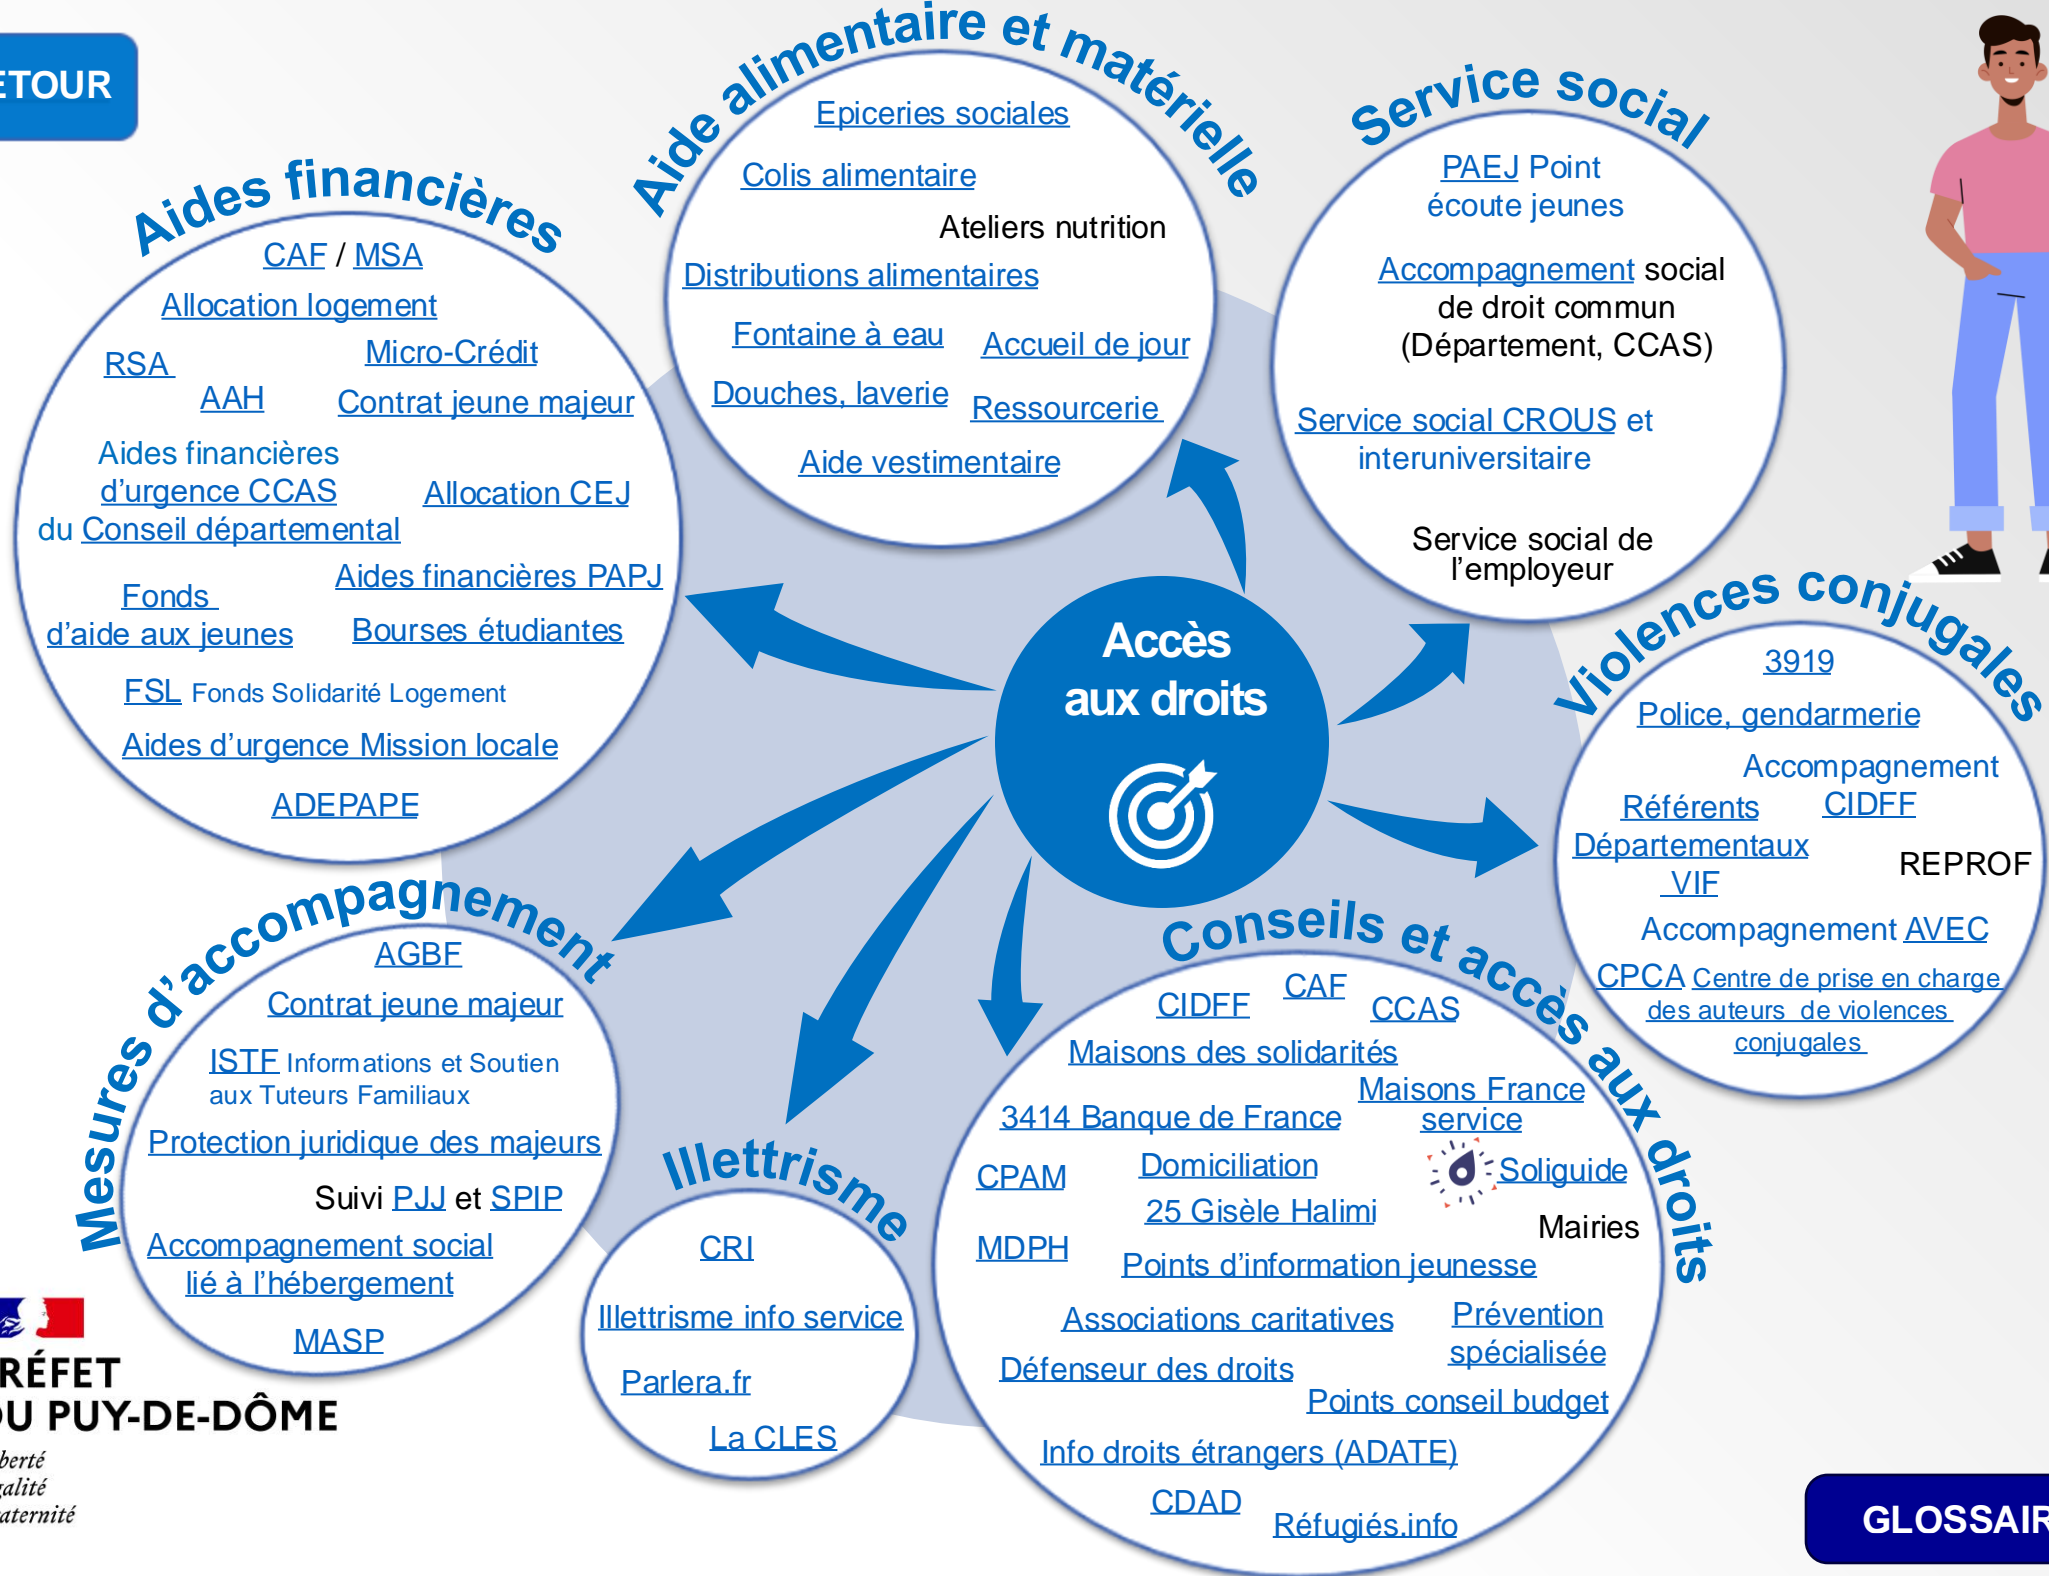 ETOUR
Aides financières
CAF / MSA
Allocation logement
RSA
Micro-Crédit
AAH
Contrat jeune majeur
Aides financières
d'urgence CCAS
du Conseil départemental
Allocation CEJ
Aides financières PAPJ
Fonds
d'aide aux jeunes
Bourses étudiantes
FSL Fonds Solidarité Logement
Aides d'urgence Mission locale
ADEPAPE
Aide alimentaire et matérielle
Epiceries sociales
Colis alimentaire
Ateliers nutrition
Distributions alimentaires
Fontaine à eau
Accueil de jour
Douches, laverie
Ressourcerie
Aide vestimentaire
Service social
PAEJ Point
écoute jeunes
Accompagnement social
de droit commun
(Département, CCAS)
Service social CROUS et
interuniversitaire
Service social de
l'employeur
Accès
aux droits
Violences conjugales
3919
Police, gendarmerie
Accompagnement
CIDFF
Référents
Départementaux
VIF
REPROF
Accompagnement AVEC
CPCA Centre de prise en charge
des auteurs de violences
conjugales
Mesures d'accompagnement
AGBF
Contrat jeune majeur
ISTF Informations et Soutien
aux Tuteurs Familiaux
Protection juridique des majeurs
Suivi PJJ et SPIP
Accompagnement social
lié à l'hébergement
MASP
Illettrisme
CRI
Illettrisme info service
Parlera.fr
La CLES
Conseils et accès aux droits
CIDFF
CAF
CCAS
Maisons des solidarités
Maisons France
service
3414 Banque de France
CPAM
Domiciliation
Soliguide
25 Gisèle Halimi
Mairies
MDPH
Points d'information jeunesse
Associations caritatives
Prévention
spécialisée
Défenseur des droits
Points conseil budget
Info droits étrangers (ADATE)
CDAD
Réfugiés.info
RÉFET
DU PUY-DE-DÔME
berté
galité
aternité
GLOSSAIR